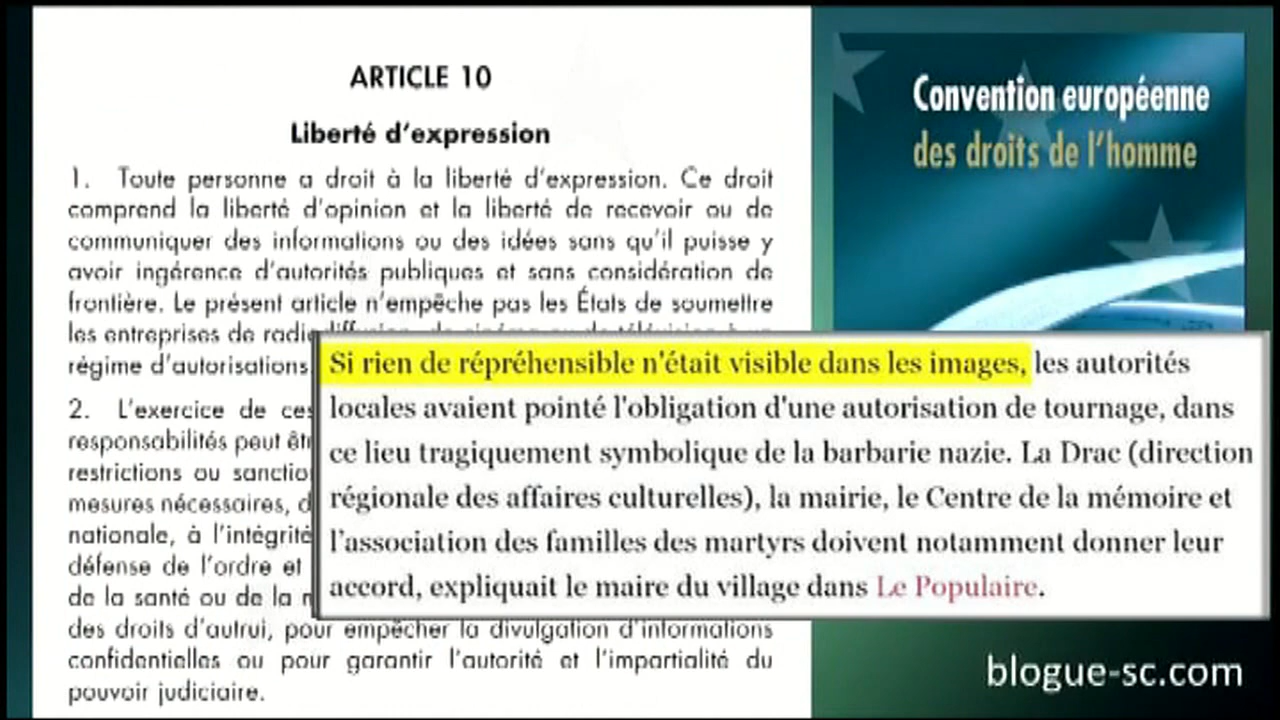 ARTICLE 10
Liberté d'expression
1. Toute personne a droit à la liberté d'expression. Ce droit
comprend la liberté d'opinion et la liberté de recevoir ou de
communiquer des informations ou des idées sans qu'il puisse y
avoir ingérence d'autorités publiques et sans considération de
frontière. Le présent article n'empêche pas les États de soumettre
les entreprises de
régime d'autorisations.
2. L'exercice de ces
responsabilités peut
restrictions ou
mesures nécessaires,
nationale, à l'intégrité
défense de l'ordre et
de la santé ou de la
des droits d'autrui, pour empêcher la divulgation d'informations
confidentielles ou pour garantir l'autorité et l'impartialité du
pouvoir judiciaire.
Convention européenne
des droits de l'homme
Si rien de répréhensible n'était visible dans les images, les autorités
locales avaient pointé l'obligation d'une autorisation de tournage, dans
ce lieu tragiquement symbolique de la barbarie nazie. La Drac (direction
régionale des affaires culturelles), la mairie, le Centre de la mémoire et
l'association des familles des martyrs doivent notamment donner leur
accord, expliquait le maire du village dans Le Populaire.
blogue-sc.com